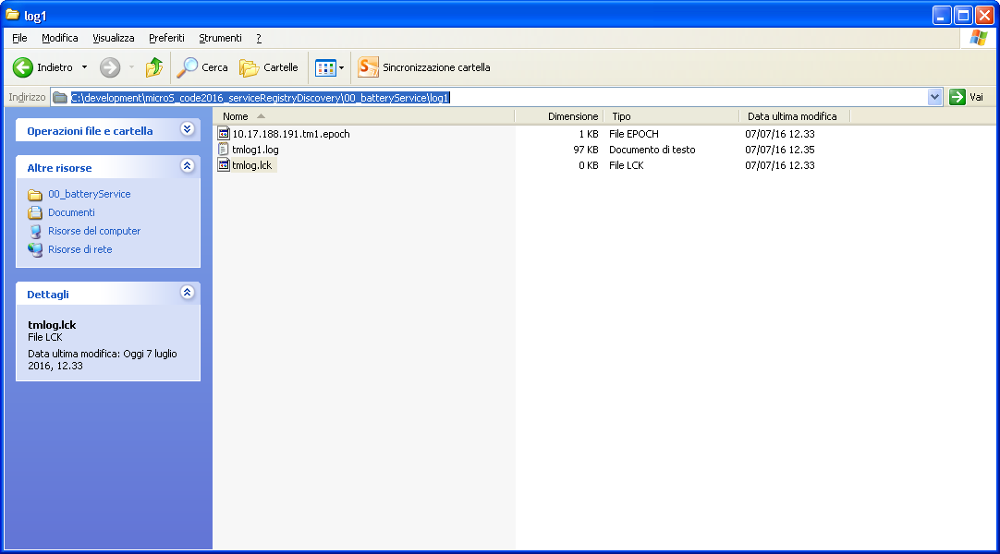 log1
File Modifica Visualizza Preferiti Strumenti ?
Indietro Cerca Cartelle Sincronizzazione cartella
Indirizzo C:\development\microS_code2016_serviceRegistryDiscovery\00_batteryService\log1 Vai
Operazioni file e cartella
Altre risorse
00_batteryService
Documenti
Risorse del computer
Risorse di rete
Dettagli
tmlog.lck
File LCK
Data ultima modifica: Oggi 7 luglio
2016, 12.33
Nome Dimensione Tipo Data ultima modifica
10.17.188.191.tm1.epoch 1 KB File EPOCH 07/07/16 12.33
tmlog1.log 97 KB Documento di testo 07/07/16 12.35
tmlog.lck 0 KB File LCK 07/07/16 12.33